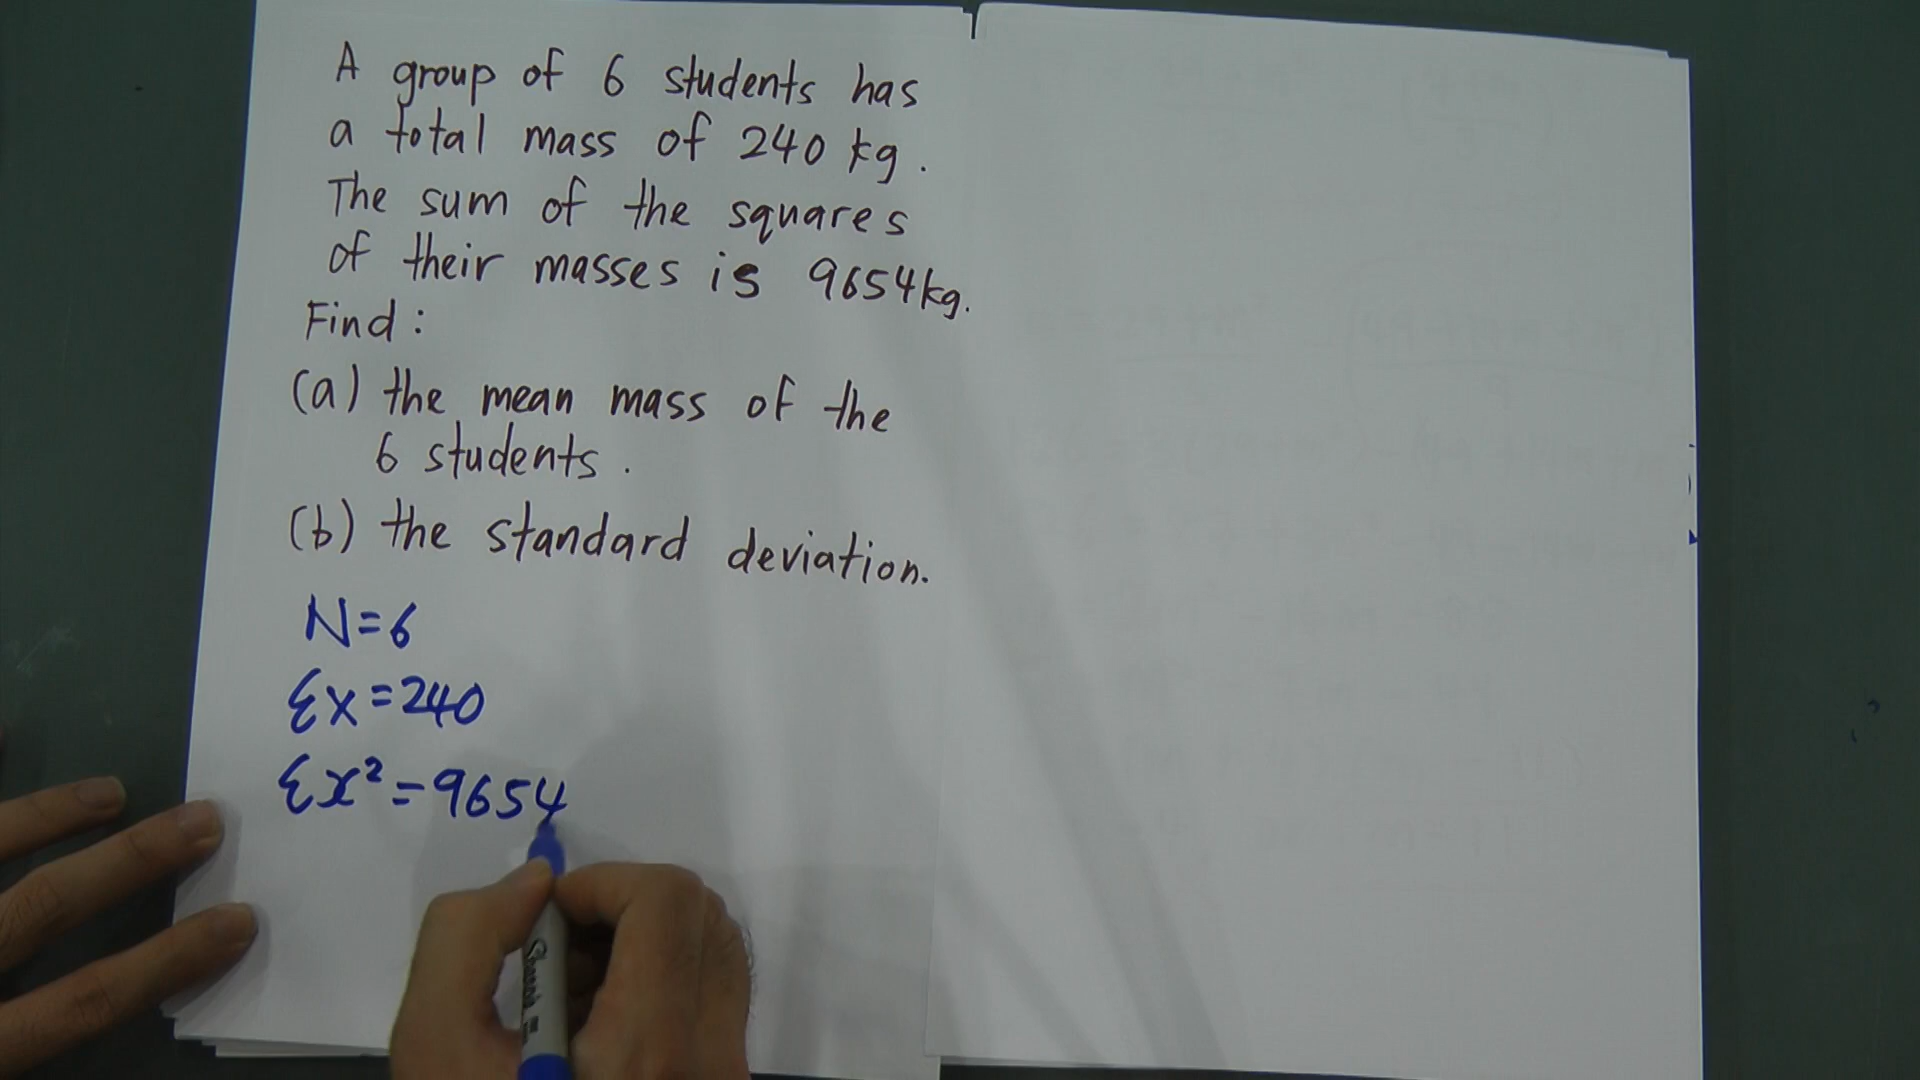 A group of 6 students has
a total mass of 240 kg.
The sum of the squares
of their masses is 9654kg.
Find:
(a) the mean mass of the
6 students.
(b) the standard deviation.
N=6
Σx=240
Σx²=9654
Sharpie